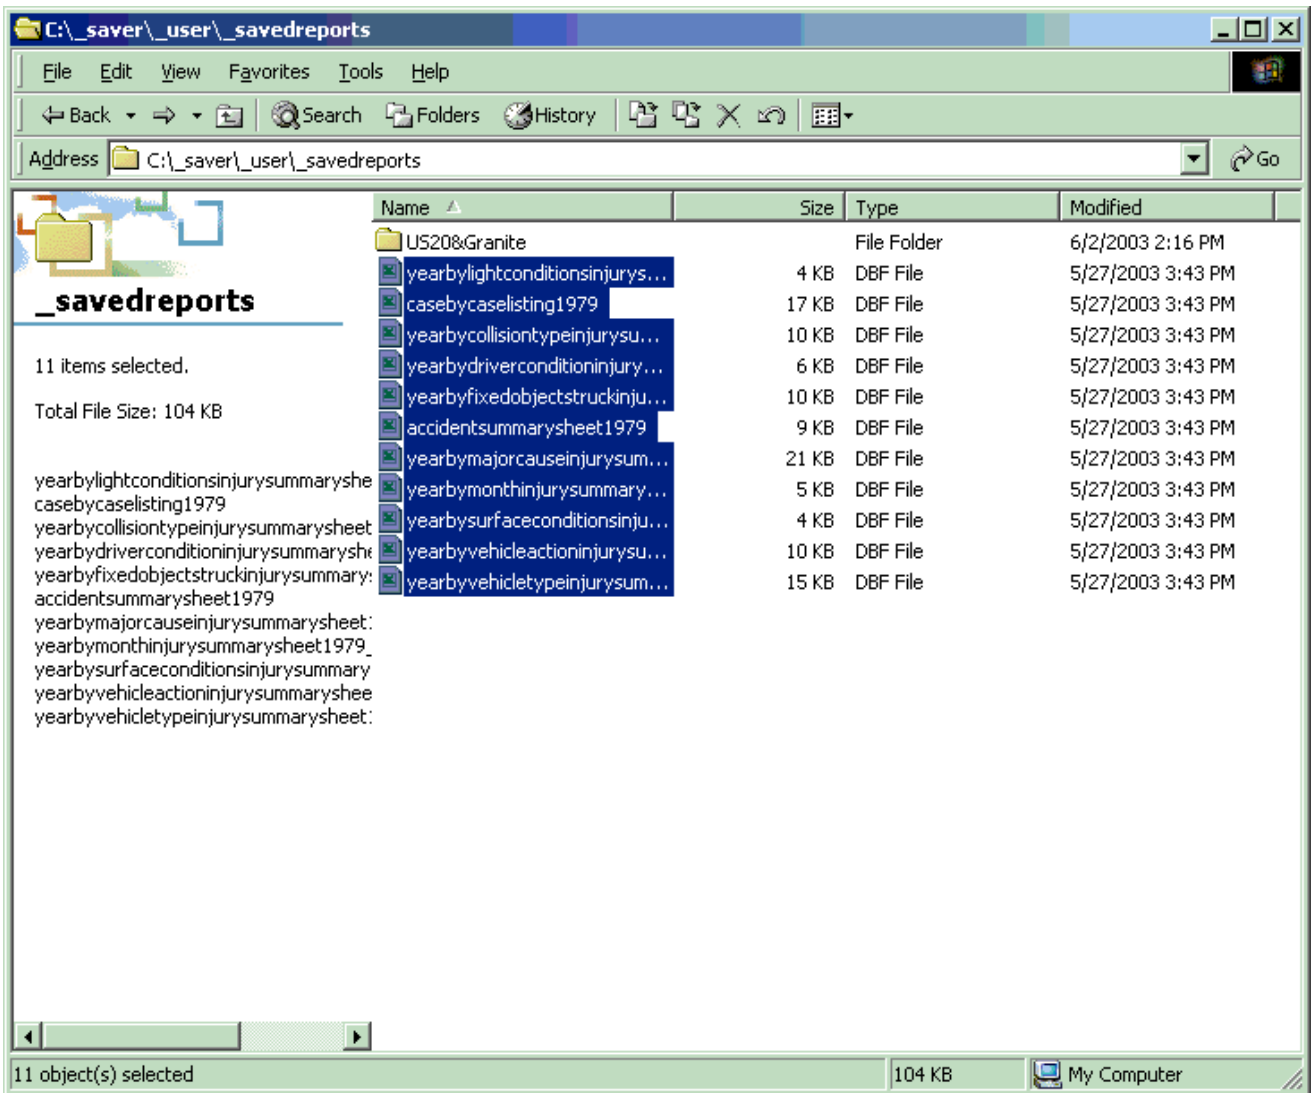 C:\_saver\_user\_savedreports
File Edit View Favorites Tools Help
Back Search Folders History
Address C:\_saver\_user\_savedreports Go
_savedreports
11 items selected.
Total File Size: 104 KB
yearbylightconditionsinjurysummaryshe
casebycaselisting1979
yearbycollisiontypeinjurysummarysheet
yearbydriverconditioninjurysummaryshe
yearbyfixedobjectstruckinjurysummary
accidentsummarysheet1979
yearbymajorcauseinjurysummarysheet
yearbymonthinjurysummarysheet1979_
yearbysurfaceconditionsinjurysummary
yearbyvehicleactioninjurysummaryshee
yearbyvehicletypeinjurysummarysheet
Name Size Type Modified
US20&Granite File Folder 6/2/2003 2:16 PM
yearbylightconditionsinjurys... 4 KB DBF File 5/27/2003 3:43 PM
casebycaselisting1979 17 KB DBF File 5/27/2003 3:43 PM
yearbycollisiontypeinjurysu... 10 KB DBF File 5/27/2003 3:43 PM
yearbydriverconditioninjury... 6 KB DBF File 5/27/2003 3:43 PM
yearbyfixedobjectstruckinju... 10 KB DBF File 5/27/2003 3:43 PM
accidentsummarysheet1979 9 KB DBF File 5/27/2003 3:43 PM
yearbymajorcauseinjurysum... 21 KB DBF File 5/27/2003 3:43 PM
yearbymonthinjurysummary... 5 KB DBF File 5/27/2003 3:43 PM
yearbysurfaceconditionsinju... 4 KB DBF File 5/27/2003 3:43 PM
yearbyvehicleactioninjurysu... 10 KB DBF File 5/27/2003 3:43 PM
yearbyvehicletypeinjurysum... 15 KB DBF File 5/27/2003 3:43 PM
11 object(s) selected 104 KB My Computer